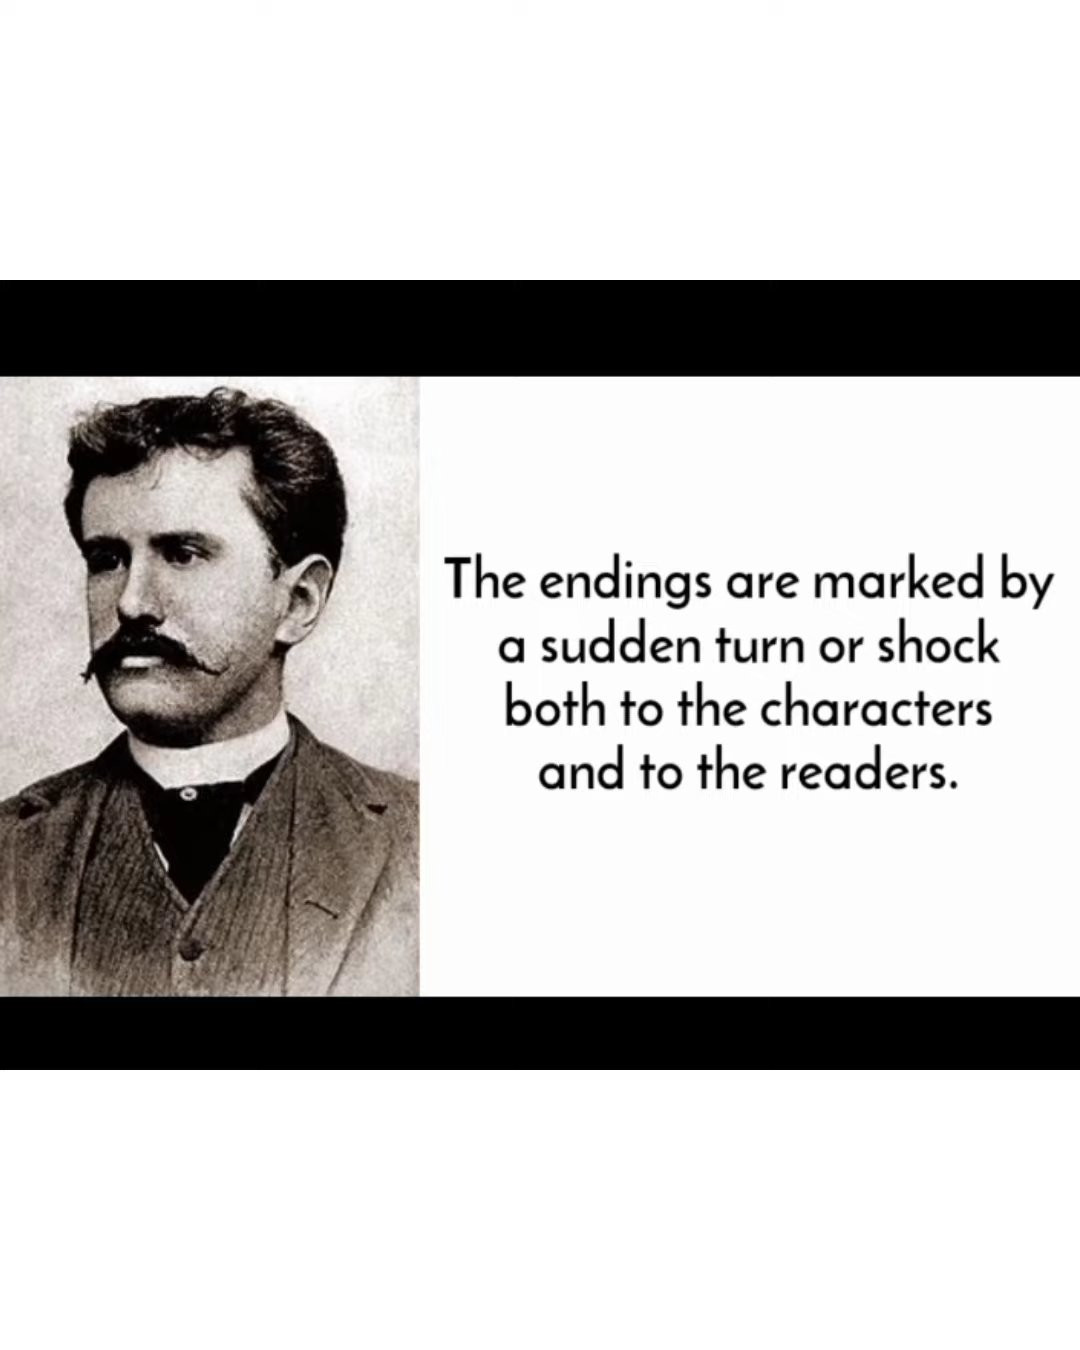 The endings are marked by
a sudden turn or shock
both to the characters
and to the readers.